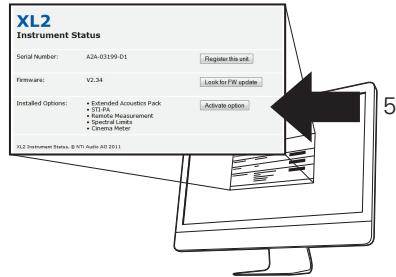 XL2
Instrument Status
Serial Number: A2A-03199-D1 Register this unit
Firmware: V2.34 Look for FW update
Installed Options: • Extended Acoustics Pack Activate option
• STI-PA
• Remote Measurement
• Spectral Limits
• Cinema Meter
XL2 Instrument Status, © NTi Audio AG 2011
5